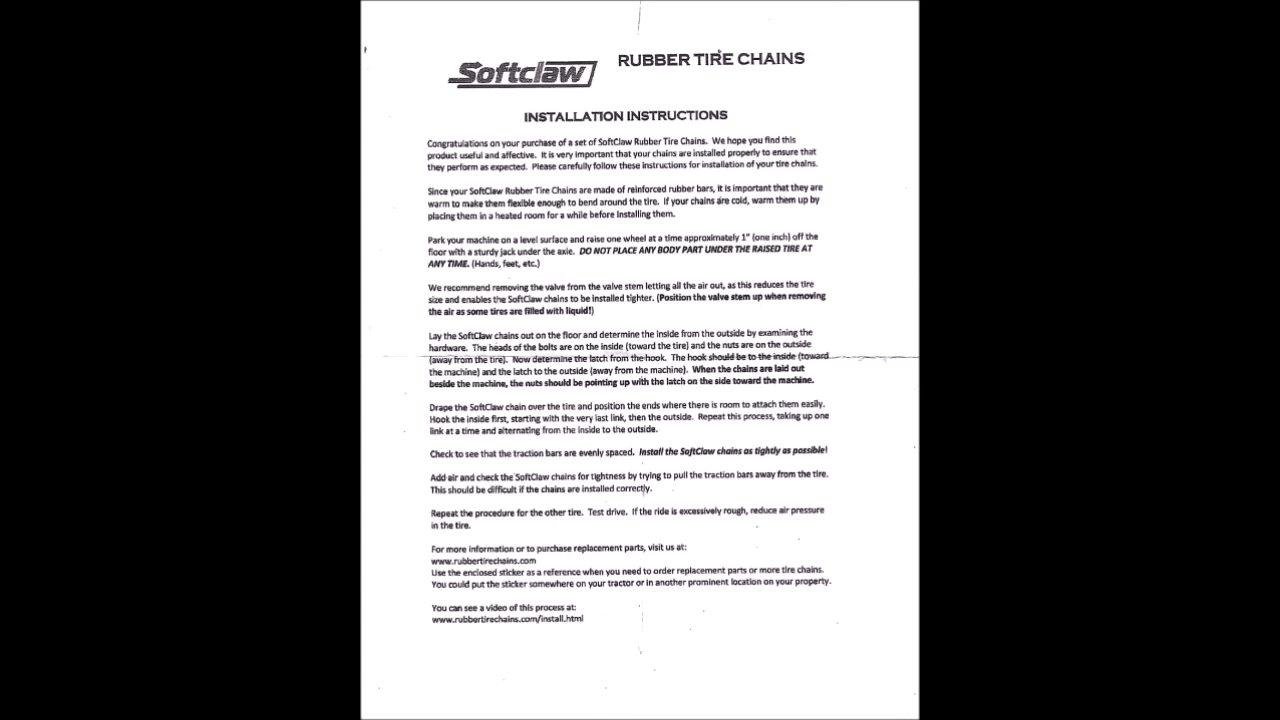 Softclaw RUBBER TIRE CHAINS
INSTALLATION INSTRUCTIONS
Congratulations on your purchase of a set of SoftClaw Rubber Tire Chains. We hope you find this
product useful and affective. It is very important that your chains are installed properly to ensure that
they perform as expected. Please carefully follow these instructions for installation of your tire chains.
Since your SoftClaw Rubber Tire Chains are made of reinforced rubber bars, it is important that they are
warm to make them flexible enough to bend around the tire. If your chains are cold, warm them up by
placing them in a heated room for a while before installing them.
Park your machine on a level surface and raise one wheel at a time approximately 1" (one inch) off the
floor with a sturdy jack under the axle. DO NOT PLACE ANY BODY PART UNDER THE RAISED TIRE AT
ANY TIME. (Hands, feet, etc.)
We recommend removing the valve from the valve stem letting all the air out, as this reduces the tire
size and enables the SoftClaw chains to be installed tighter. (Position the valve stem up when removing
the air as some tires are filled with liquid!)
Lay the SoftClaw chains out on the floor and determine the inside from the outside by examining the
hardware. The heads of the bolts are on the inside (toward the tire) and the nuts are on the outside
(away from the tire). Now determine the latch from the hook. The hook should be to the inside (toward
the machine) and the latch to the outside (away from the machine). When the chains are laid out
beside the machine, the nuts should be pointing up with the latch on the side toward the machine.
Drape the SoftClaw chain over the tire and position the ends where there is room to attach them easily.
Hook the inside first, starting with the very last link, then the outside. Repeat this process, taking up one
link at a time and alternating from the inside to the outside.
Check to see that the traction bars are evenly spaced. Install the SoftClaw chains as tightly as possible!
Add air and check the SoftClaw chains for tightness by trying to pull the traction bars away from the tire.
This should be difficult if the chains are installed correctly.
Repeat the procedure for the other tire. Test drive. If the ride is excessively rough, reduce air pressure
in the tire.
For more information or to purchase replacement parts, visit us at:
www.rubbertirechains.com
Use the enclosed sticker as a reference when you need to order replacement parts or more tire chains.
You could put the sticker somewhere on your tractor or in another prominent location on your property.
You can see a video of this process at:
www.rubbertirechains.com/install.html